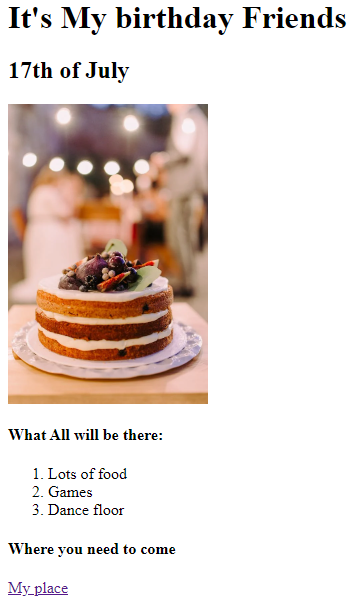 It's My birthday Friends
17th of July
What All will be there:
1. Lots of food
2. Games
3. Dance floor
Where you need to come
My place